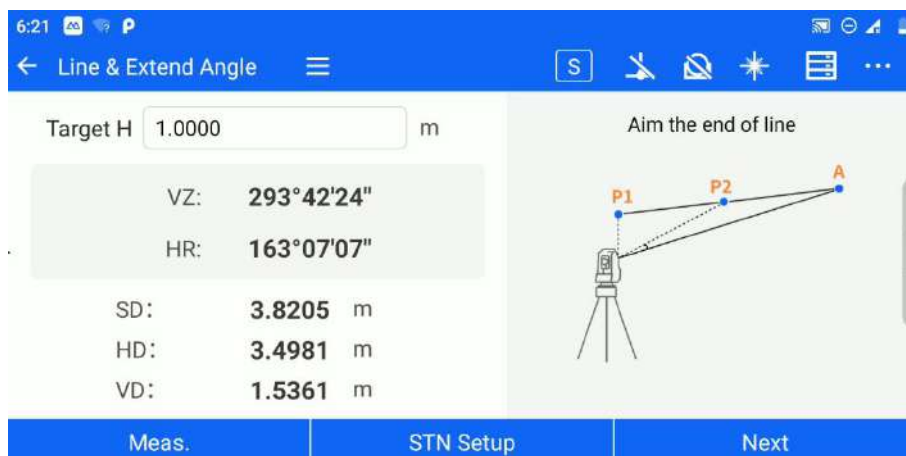 6:21
Line & Extend Angle
S
Target H 1.0000 m
VZ: 293°42'24"
HR: 163°07'07"
SD: 3.8205 m
HD: 3.4981 m
VD: 1.5361 m
Aim the end of line
P1
P2
A
Meas.
STN Setup
Next